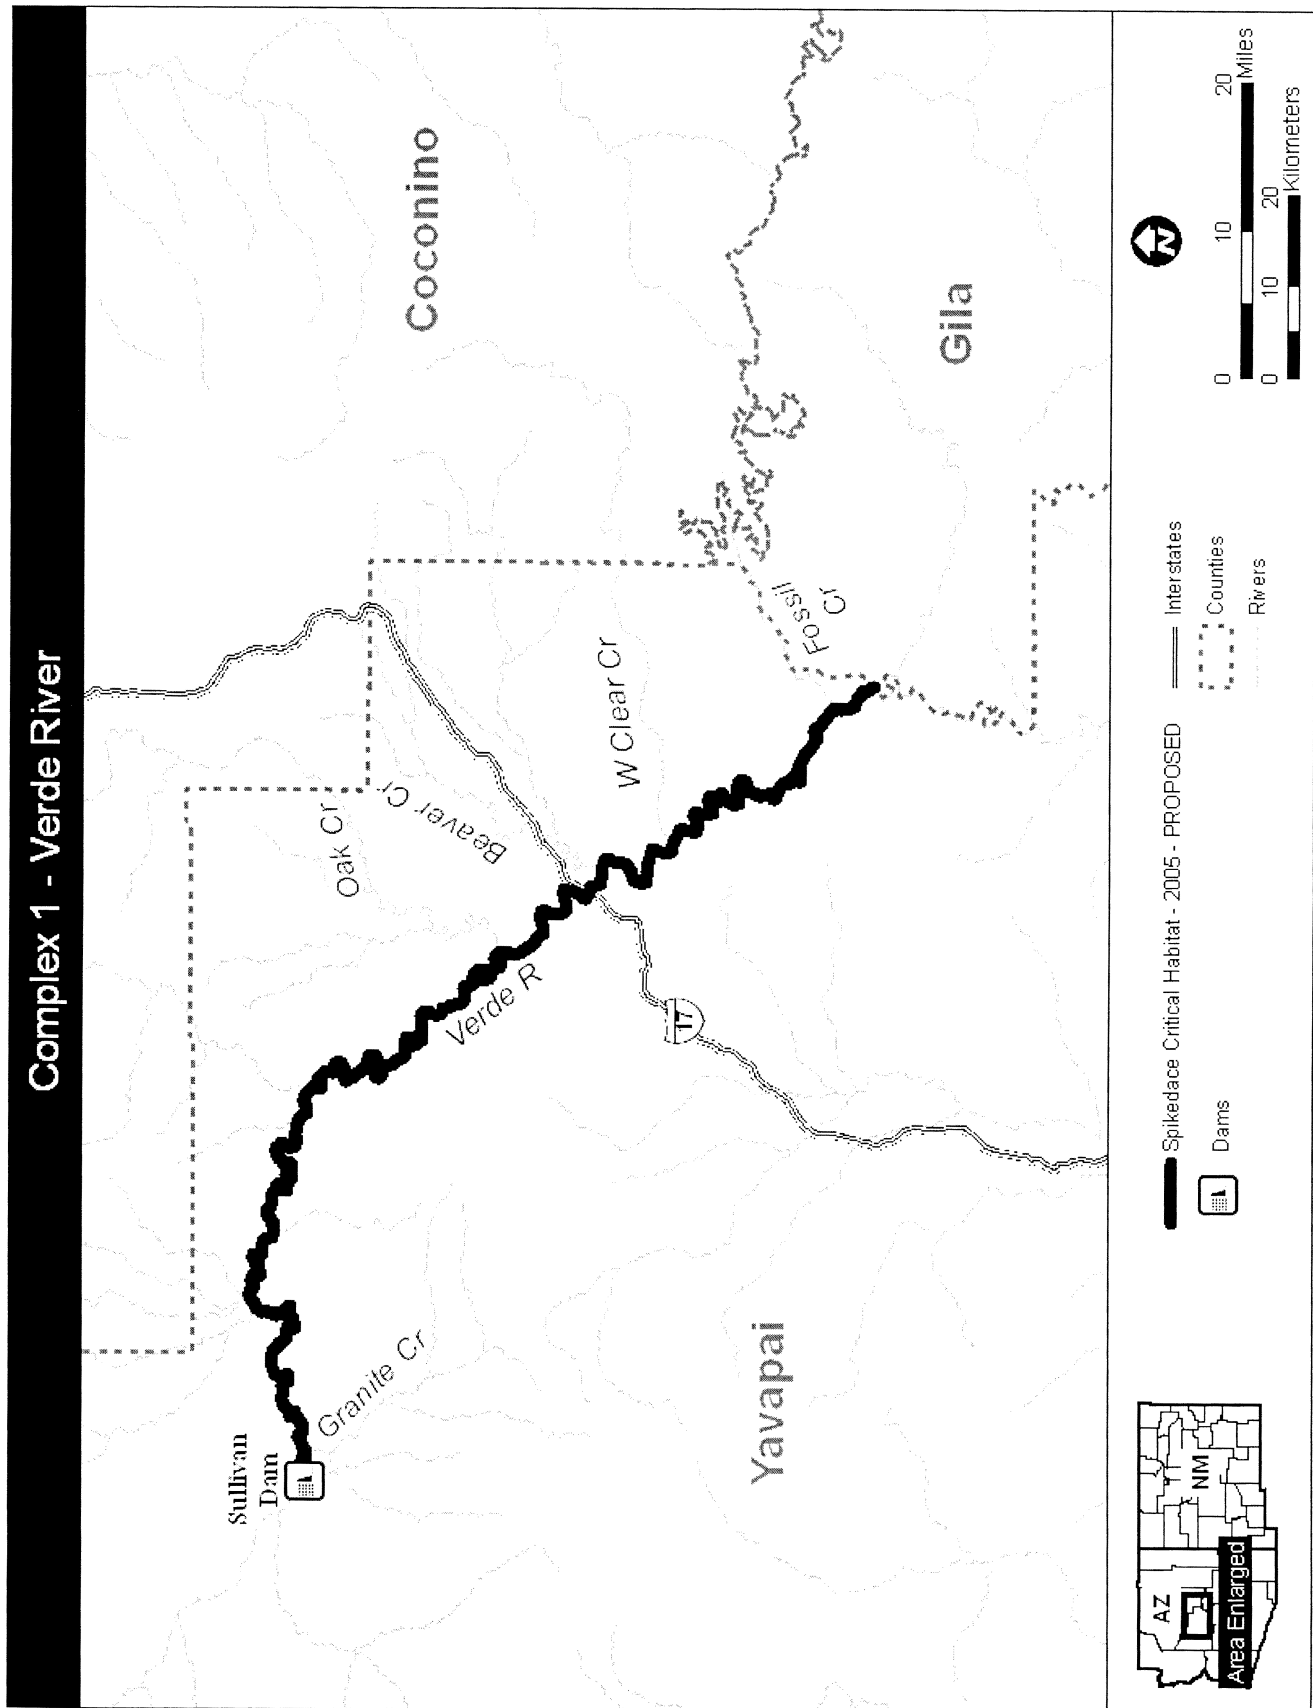 Complex 1 - Verde River
Coconino
Oak Cr
Beaver Cr
Sullivan
Dam
Granite Cr
Verde R
W Clear Cr
17
Fossil
Cr
Yavapai
Gila
AZ
NM
Area Enlarged
Spikedace Critical Habitat - 2005 - PROPOSED
Dams
Interstates
Counties
Rivers
N
0 10 20
Miles
0 10 20
Kilometers